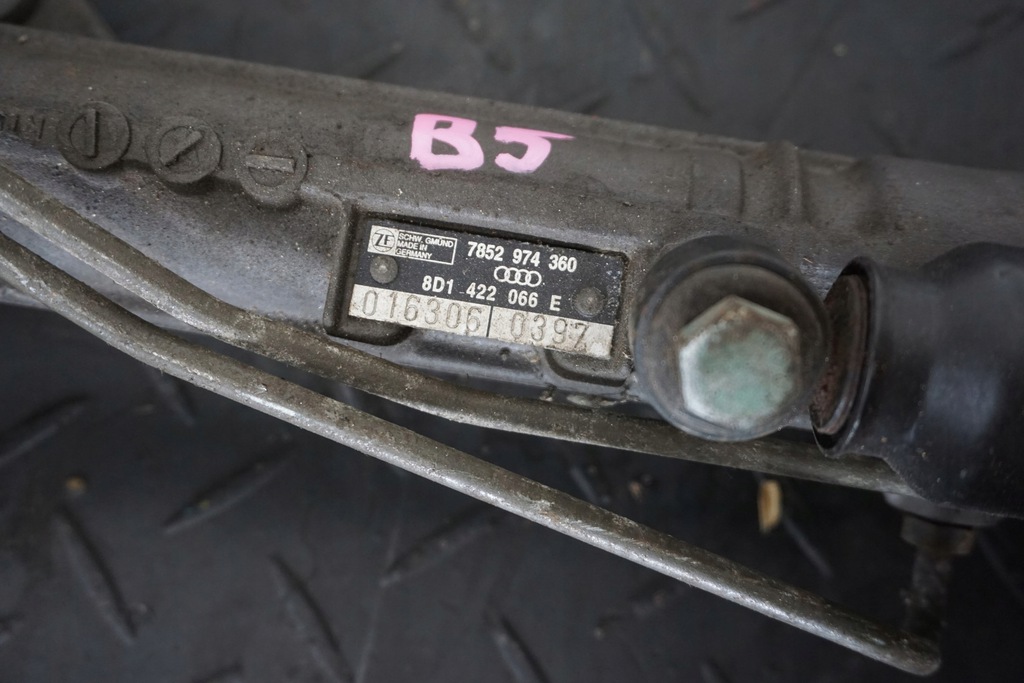 BJ
ZF
SCHW. GMÜND
MADE IN
GERMANY
7852 974 360
8D1 422 066 E
016306 0397